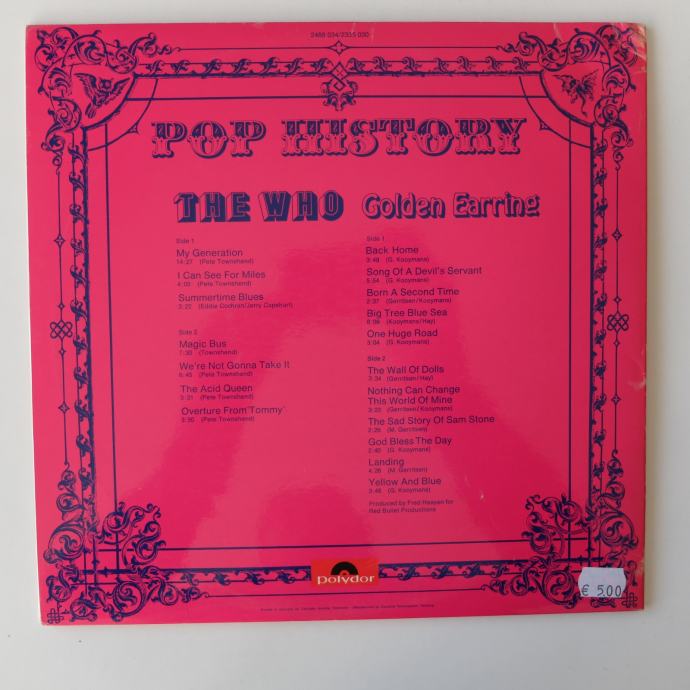 2488 034/2335 030
POP HISTORY
THE WHO
Side 1
My Generation
14:27 (Pete Townshend)
I Can See For Miles
4:00 (Pete Townshend)
Summertime Blues
3:22 (Eddie Cochran/Jerry Capehart)
Side 2
Magic Bus
7:30 (Townshend)
We're Not Gonna Take It
6:45 (Pete Townshend)
The Acid Queen
3:31 (Pete Townshend)
Overture From 'Tommy'
3:50 (Pete Townshend)
Golden Earring
Side 1
Back Home
3:48 (G. Kooymans)
Song Of A Devil's Servant
5:54 (G. Kooymans)
Born A Second Time
2:37 (Gerritsen/Kooymans)
Big Tree Blue Sea
8:06 (Kooymans/Hay)
One Huge Road
3:04 (G. Kooymans)
Side 2
The Wall Of Dolls
3:34 (Gerritsen/Hay)
Nothing Can Change
This World Of Mine
3:33 (Gerritsen/Kooymans)
The Sad Story Of Sam Stone
2:25 (M. Gerritsen)
God Bless The Day
2:40 (G. Kooymans)
Landing
4:26 (M. Gerritsen)
Yellow And Blue
3:48 (G. Kooymans)
Produced by Fred Haayen for
Red Bullet Productions
polydor
€ 5.00